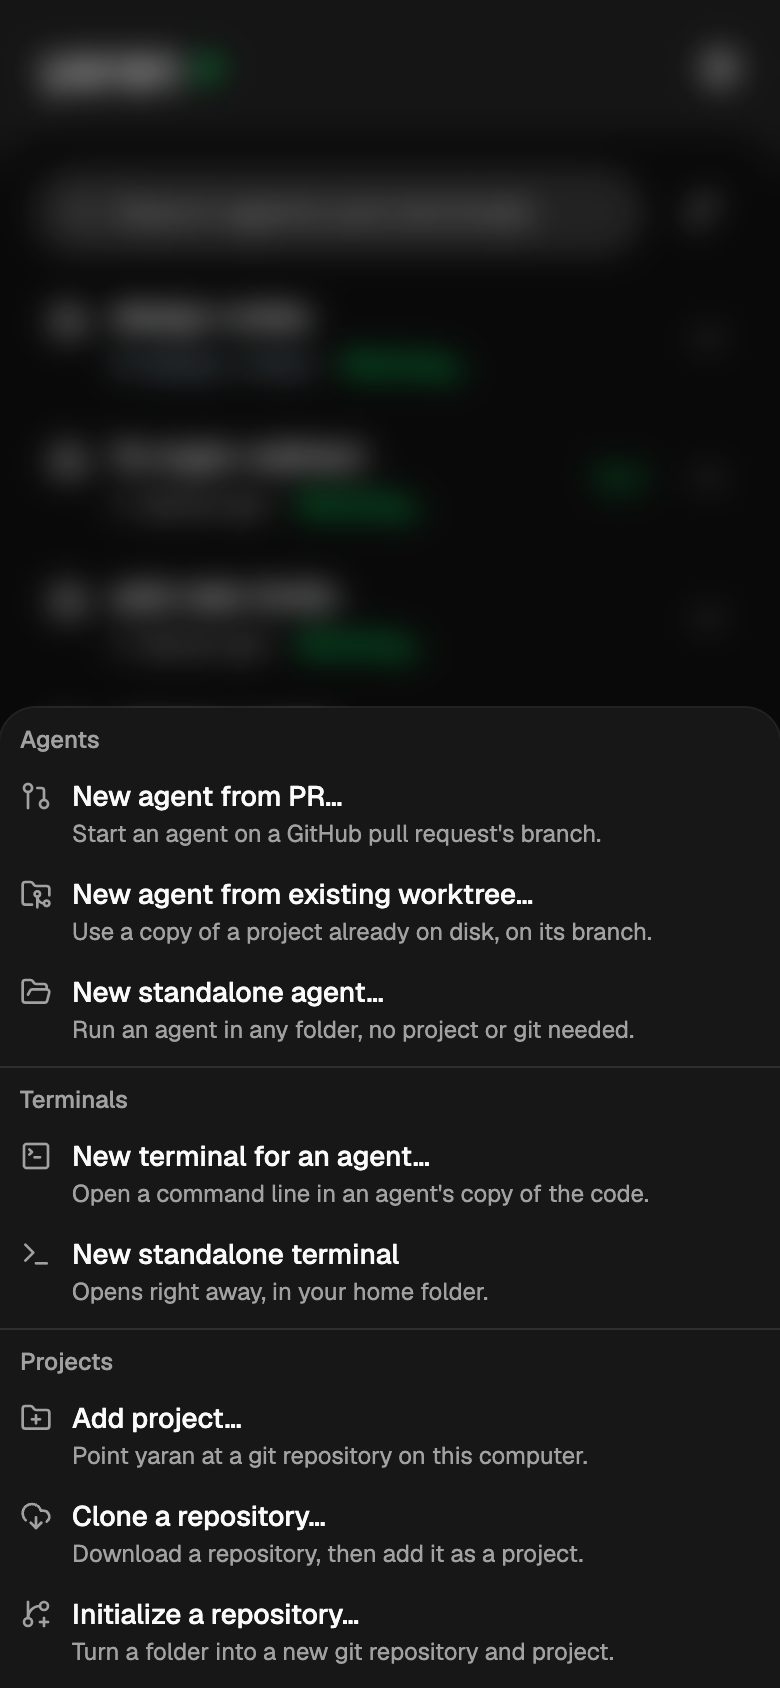 Agents
New agent from PR...
Start an agent on a GitHub pull request's branch.
New agent from existing worktree...
Use a copy of a project already on disk, on its branch.
New standalone agent...
Run an agent in any folder, no project or git needed.
Terminals
New terminal for an agent...
Open a command line in an agent's copy of the code.
New standalone terminal
Opens right away, in your home folder.
Projects
Add project...
Point yaran at a git repository on this computer.
Clone a repository...
Download a repository, then add it as a project.
Initialize a repository...
Turn a folder into a new git repository and project.